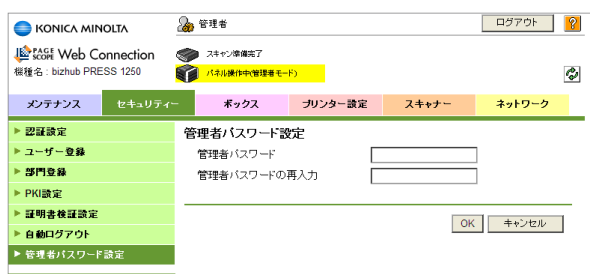 KONICA MINOLTA
管理者
ログアウト
?
PAGE SCOPE Web Connection
スキャン準備完了
機種名 : bizhub PRESS 1250
パネル操作中(管理者モード)
メンテナンス
セキュリティー
ボックス
プリンター設定
スキャナー
ネットワーク
認証設定
ユーザー登録
部門登録
PKI設定
証明書検証設定
自動ログアウト
管理者パスワード設定
管理者パスワード設定
管理者パスワード
管理者パスワードの再入力
OK
キャンセル